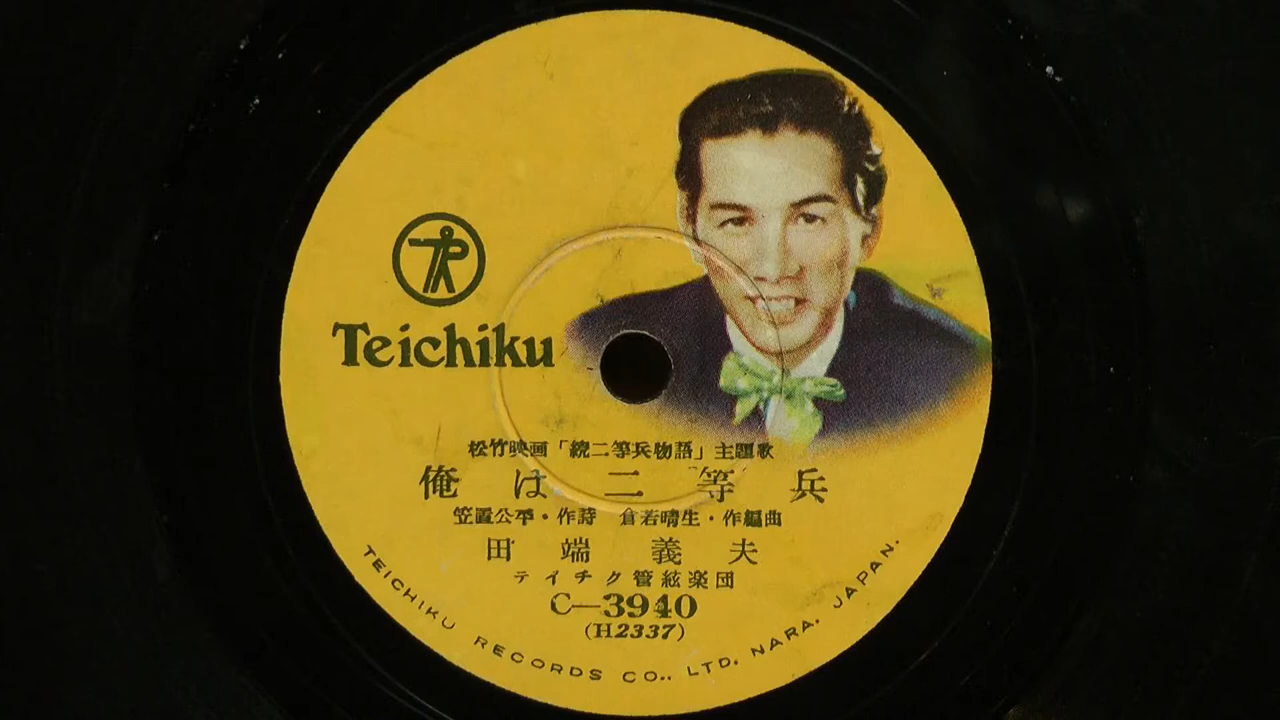 Teichiku
松竹映画「続二等兵物語」主題歌
俺は二等兵
笠置公平・作詩 倉若晴生・作編曲
田端義夫
テイチク管絃楽団
C-3940
(H2337)
TEICHIKU RECORDS CO., LTD. NARA. JAPAN.